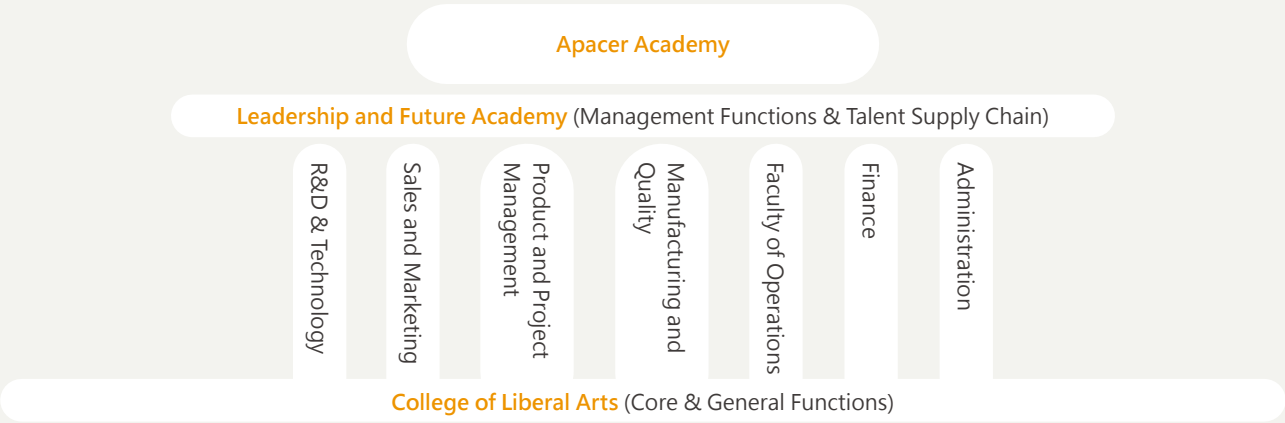 Apacer Academy
Leadership and Future Academy (Management Functions & Talent Supply Chain)
R&D & Technology
Sales and Marketing
Product and Project
Management
Manufacturing and
Quality
Faculty of Operations
Finance
Administration
College of Liberal Arts (Core & General Functions)